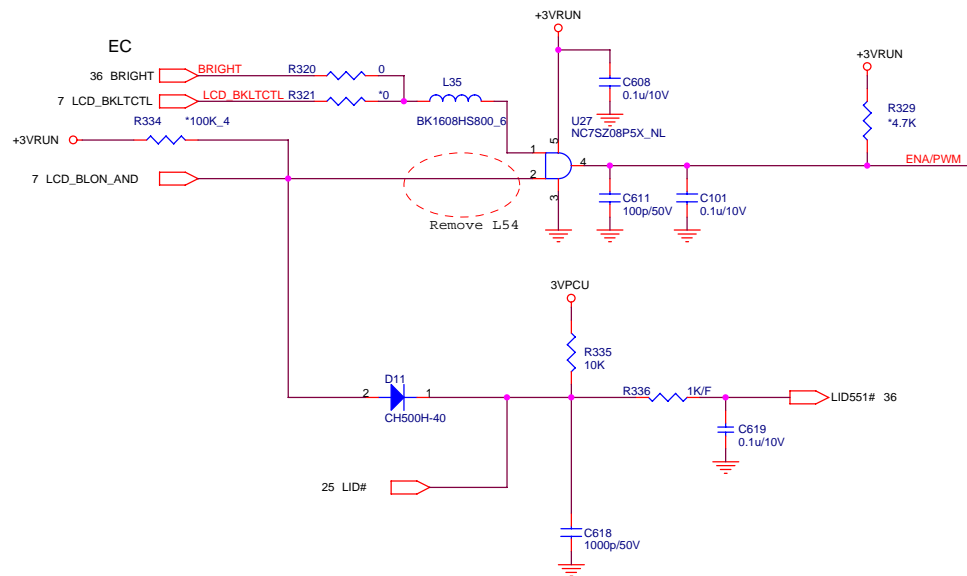 +3VRUN
EC
36 BRIGHT
BRIGHT
R320
0
7 LCD_BKLTCTL
LCD_BKLTCTL
R321
*0
L35
BK1608HS800_6
C608
0.1u/10V
+3VRUN
R329
*4.7K
R334
*100K_4
+3VRUN
7 LCD_BLON_AND
U27
NC7SZ08P5X_NL
5
1
2
4
3
ENA/PWM
Remove L54
C611
100p/50V
C101
0.1u/10V
3VPCU
R335
10K
D11
2
1
CH500H-40
R336
1K/F
LID551# 36
C619
0.1u/10V
25 LID#
C618
1000p/50V